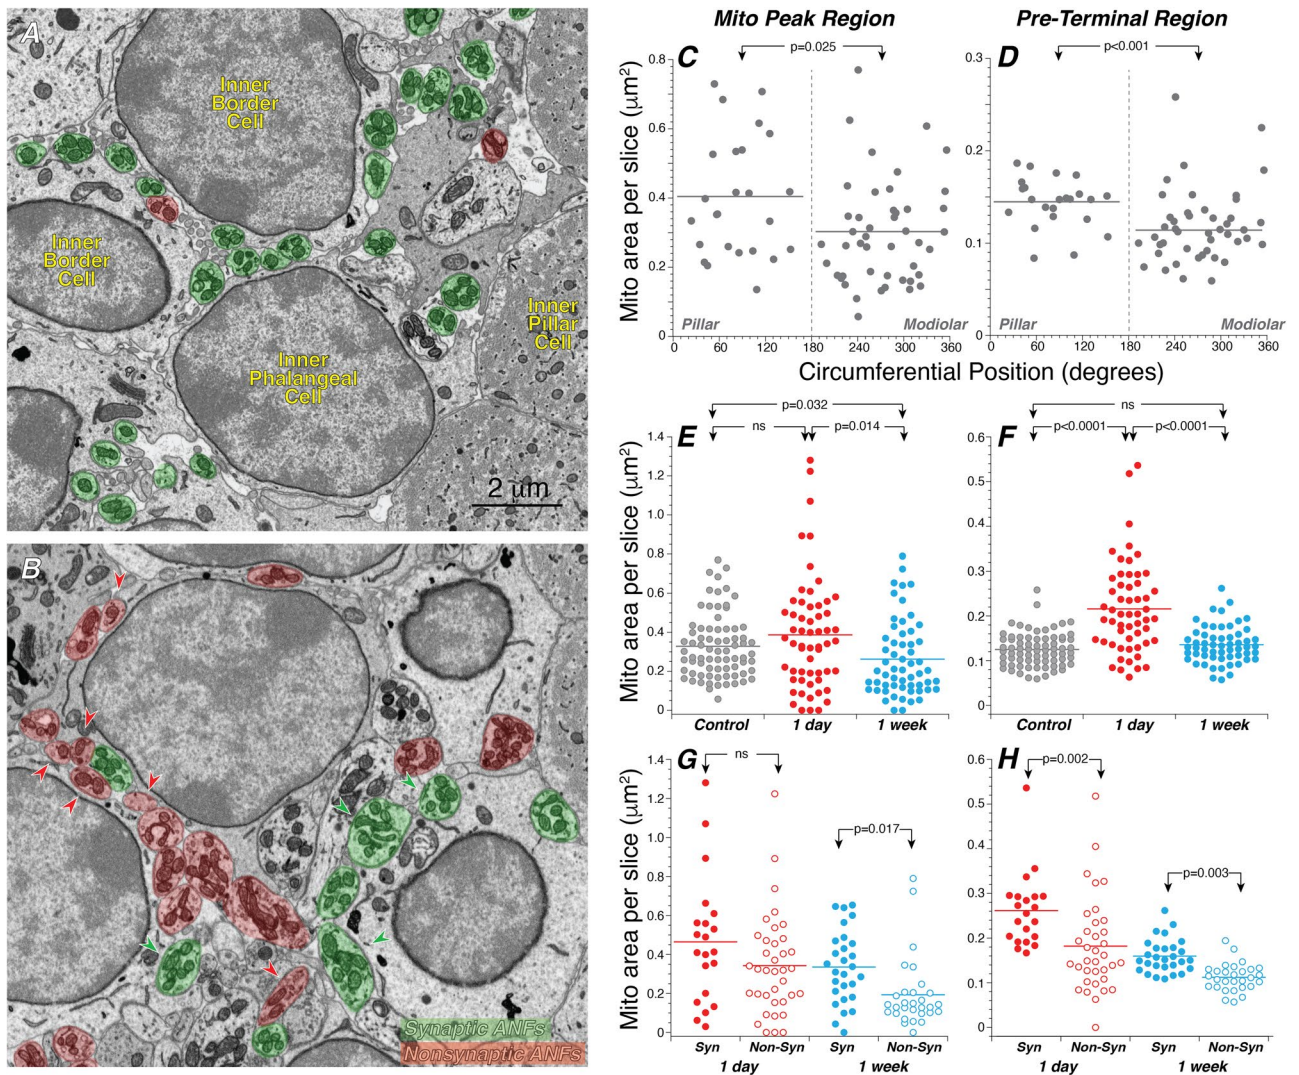 A
Inner
Border
Cell
Inner
Border
Cell
Inner
Pillar
Cell
Inner
Phalangeal
Cell
2 μm
B
Synaptic ANFs
Nonsynaptic ANFs
Mito Peak Region
Pre-Terminal Region
C
p=0.025
D
p<0.001
Mito area per slice (μm2)
0.8
0.6
0.4
0.2
0
Pillar
Modiolar
0 60 120 180 240 300 360
0.3
0.2
0.1
0
Pillar
Modiolar
0 60 120 180 240 300 360
Circumferential Position (degrees)
E
p=0.032
ns
p=0.014
Mito area per slice (μm2)
1.4
1.2
1.0
0.8
0.6
0.4
0.2
0
Control 1 day 1 week
F
ns
p<0.0001
p<0.0001
0.6
0.5
0.4
0.3
0.2
0.1
0
Control 1 day 1 week
G
ns
p=0.017
Mito area per slice (μm2)
1.4
1.2
1.0
0.8
0.6
0.4
0.2
0
Syn Non-Syn Syn Non-Syn
1 day 1 week
H
p=0.002
p=0.003
0.6
0.5
0.4
0.3
0.2
0.1
0
Syn Non-Syn Syn Non-Syn
1 day 1 week